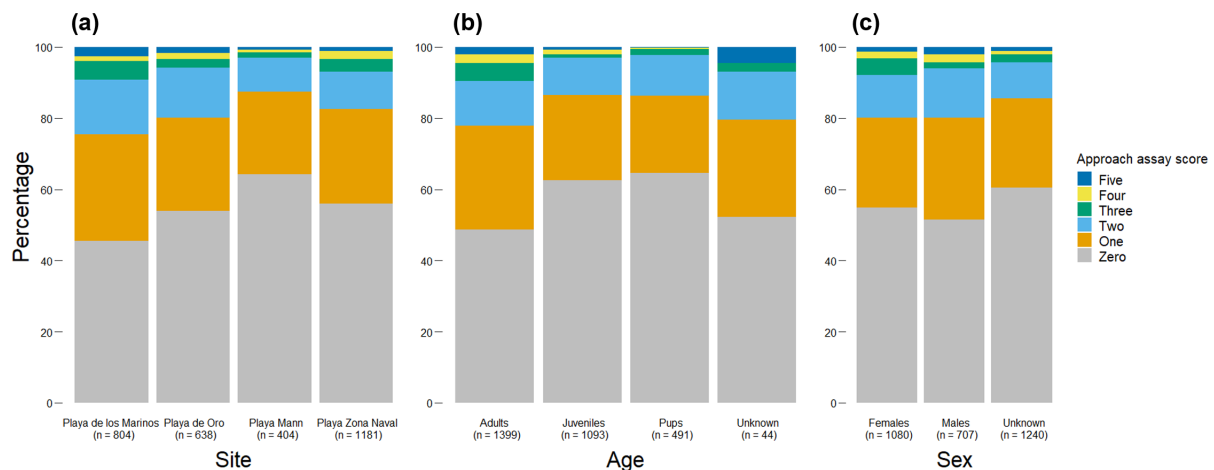 (a)
(b)
(c)
Percentage
100
80
60
40
20
0
Playa de los Marinos
(n = 804)
Playa de Oro
(n = 638)
Playa Mann
(n = 404)
Playa Zona Naval
(n = 1181)
Site
100
80
60
40
20
0
Adults
(n = 1399)
Juveniles
(n = 1093)
Pups
(n = 491)
Unknown
(n = 44)
Age
100
80
60
40
20
0
Females
(n = 1080)
Males
(n = 707)
Unknown
(n = 1240)
Sex
Approach assay score
Five
Four
Three
Two
One
Zero